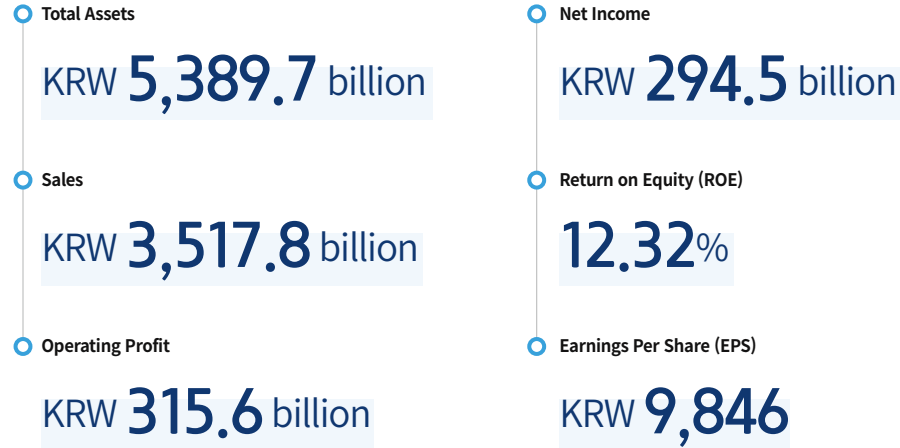 Total Assets
KRW 5,389.7 billion
Sales
KRW 3,517.8 billion
Operating Profit
KRW 315.6 billion
Net Income
KRW 294.5 billion
Return on Equity (ROE)
12.32%
Earnings Per Share (EPS)
KRW 9,846